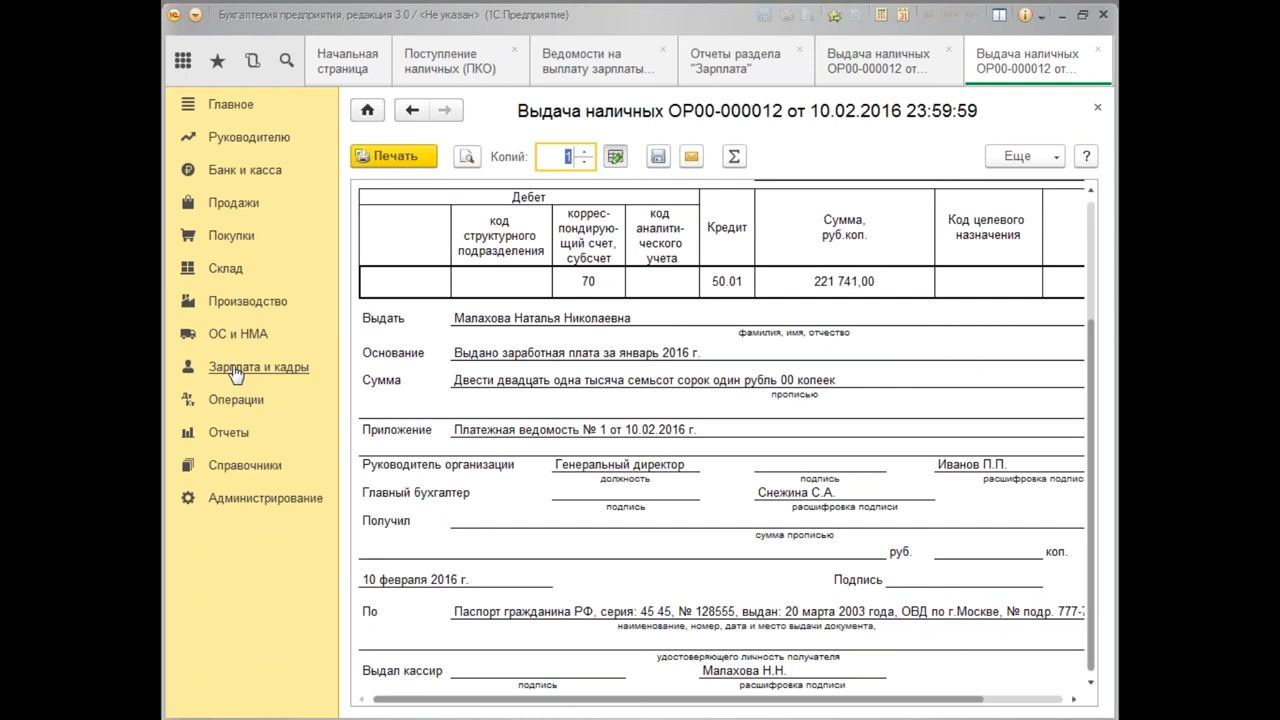 Бухгалтерия предприятия, редакция 3.0 / <Не указан> (1С:Предприятие)
Начальная страница
Поступление наличных (ПКО)
Ведомости на выплату зарплаты...
Отчеты раздела "Зарплата"
Выдача наличных ОР00-000012 от...
Выдача наличных ОР00-000012 от...
Главное
Руководителю
Банк и касса
Продажи
Покупки
Склад
Производство
ОС и НМА
Зарплата и кадры
Операции
Отчеты
Справочники
Администрирование
Выдача наличных ОР00-000012 от 10.02.2016 23:59:59
Печать
Копий: 1
Еще
?
Дебет
код структурного подразделения
коррес-пондирую-щий счет, субсчет
код аналити-ческого учета
Кредит
Сумма, руб.коп.
Код целевого назначения
70 50.01 221 741,00
Выдать Малахова Наталья Николаевна
фамилия, имя, отчество
Основание Выдано заработная плата за январь 2016 г.
Сумма Двести двадцать одна тысяча семьсот сорок один рубль 00 копеек
прописью
Приложение Платежная ведомость № 1 от 10.02.2016 г.
Руководитель организации Генеральный директор Иванов П.П.
должность подпись расшифровка подпис
Главный бухгалтер Снежина С.А.
подпись расшифровка подписи
Получил
сумма прописью
руб. коп.
10 февраля 2016 г. Подпись
По Паспорт гражданина РФ, серия: 45 45, № 128555, выдан: 20 марта 2003 года, ОВД по г.Москве, № подр. 777-
наименование, номер, дата и место выдачи документа,
удостоверяющего личность получателя
Выдал кассир Малахова Н.Н.
подпись расшифровка подписи